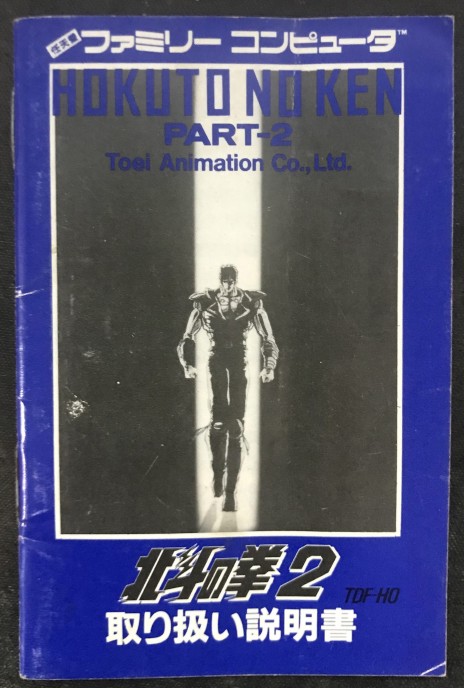 任天堂 ファミリー コンピュータ™
HOKUTO NO KEN
PART-2
Toei Animation Co., Ltd.
北斗の拳2
TDF-HO
取り扱い説明書